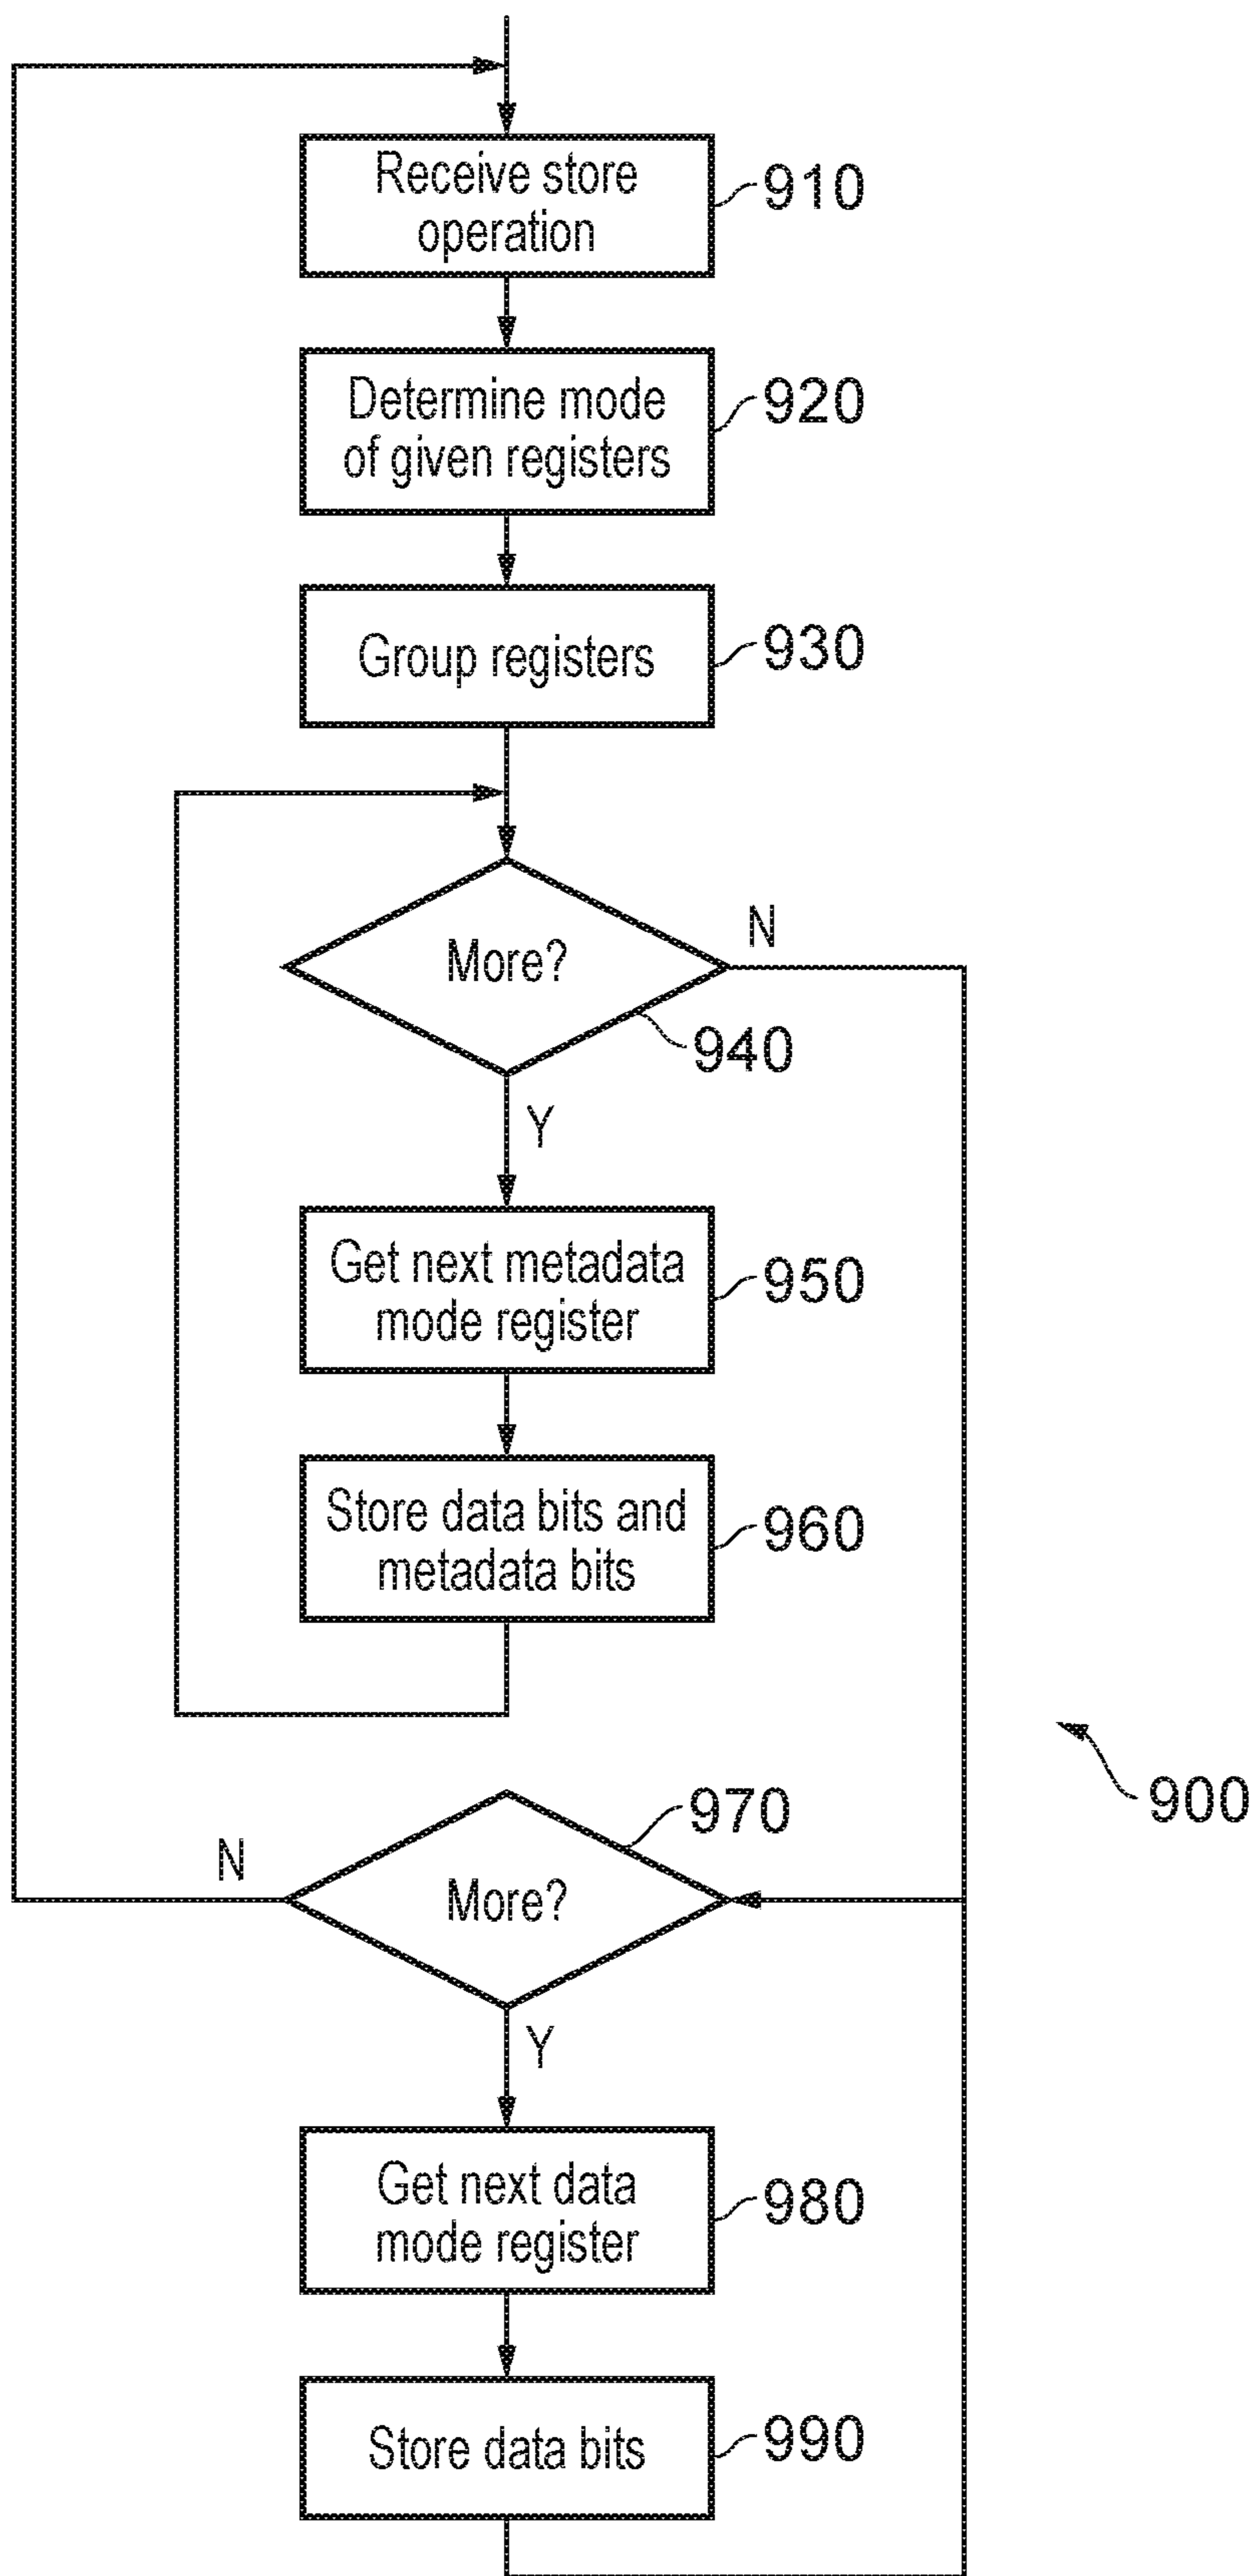 Receive store
operation
910
Determine mode
of given registers
920
Group registers
930
More?
N
940
Y
Get next metadata
mode register
950
Store data bits and
metadata bits
960
900
970
N
More?
Y
Get next data
mode register
980
Store data bits
990